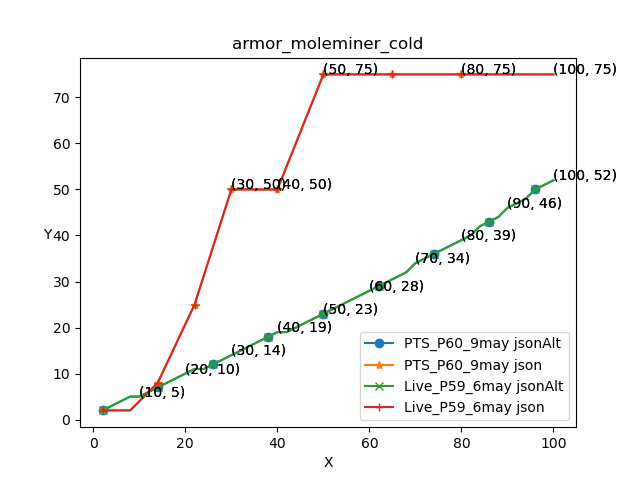 armor_moleminer_cold
(50, 75)
(80, 75)
(100, 75)
(30, 50)
(40, 50)
(100, 52)
(90, 46)
(80, 39)
(70, 34)
(60, 28)
(50, 23)
(40, 19)
(30, 14)
(20, 10)
(10, 5)
70
60
50
40
30
20
10
0
Y
0 20 40 60 80 100
X
PTS_P60_9may jsonAlt
PTS_P60_9may json
Live_P59_6may jsonAlt
Live_P59_6may json